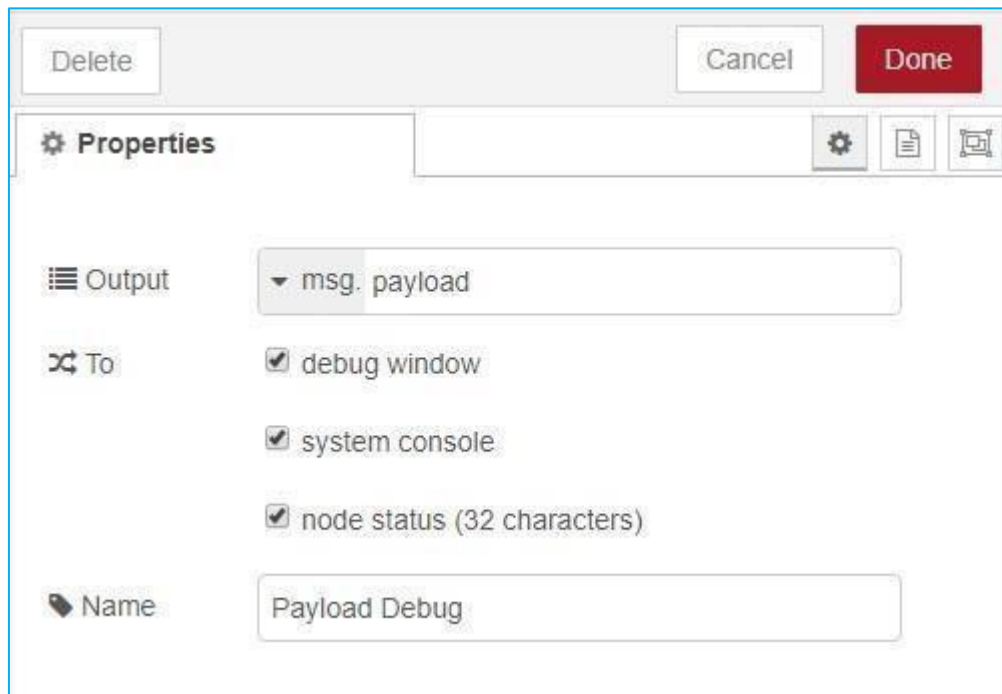 Delete Cancel Done
Properties
Output msg. payload
To debug window
system console
node status (32 characters)
Name Payload Debug